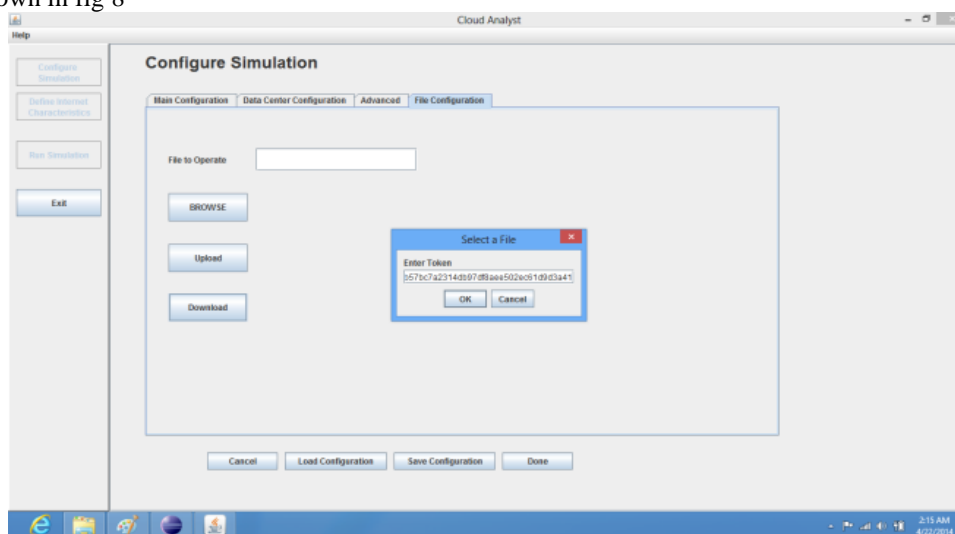 own in fig 8
Cloud Analyst
Help
Configure Simulation
Configure
Simulation
Define Internet
Characteristics
Run Simulation
Exit
Main Configuration Data Center Configuration Advanced File Configuration
File to Operate
BROWSE
Upload
Download
Select a File
Enter Token
b57bc7a2314db97df8aea502ec61d9d3a41
OK Cancel
Cancel Load Configuration Save Configuration Done
2:15 AM
4/22/2014